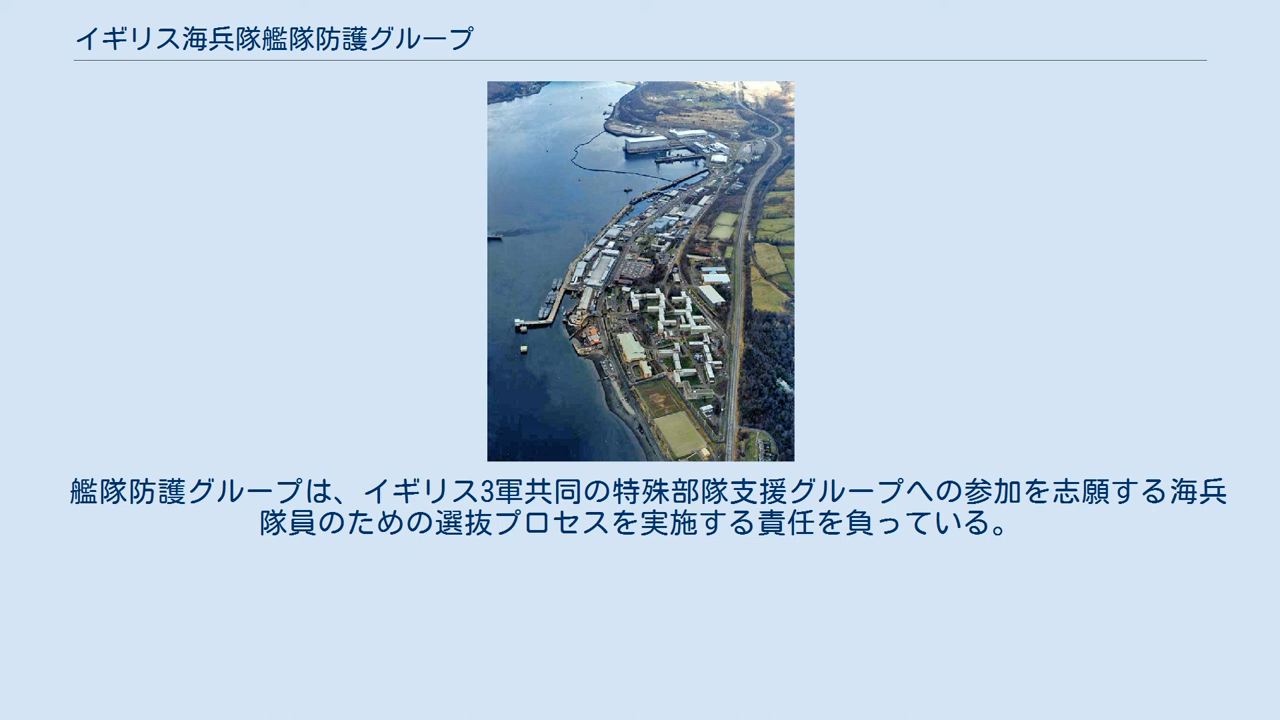 イギリス海兵隊艦隊防護グループ
艦隊防護グループは、イギリス3軍共同の特殊部隊支援グループへの参加を志願する海兵
隊員のための選抜プロセスを実施する責任を負っている。